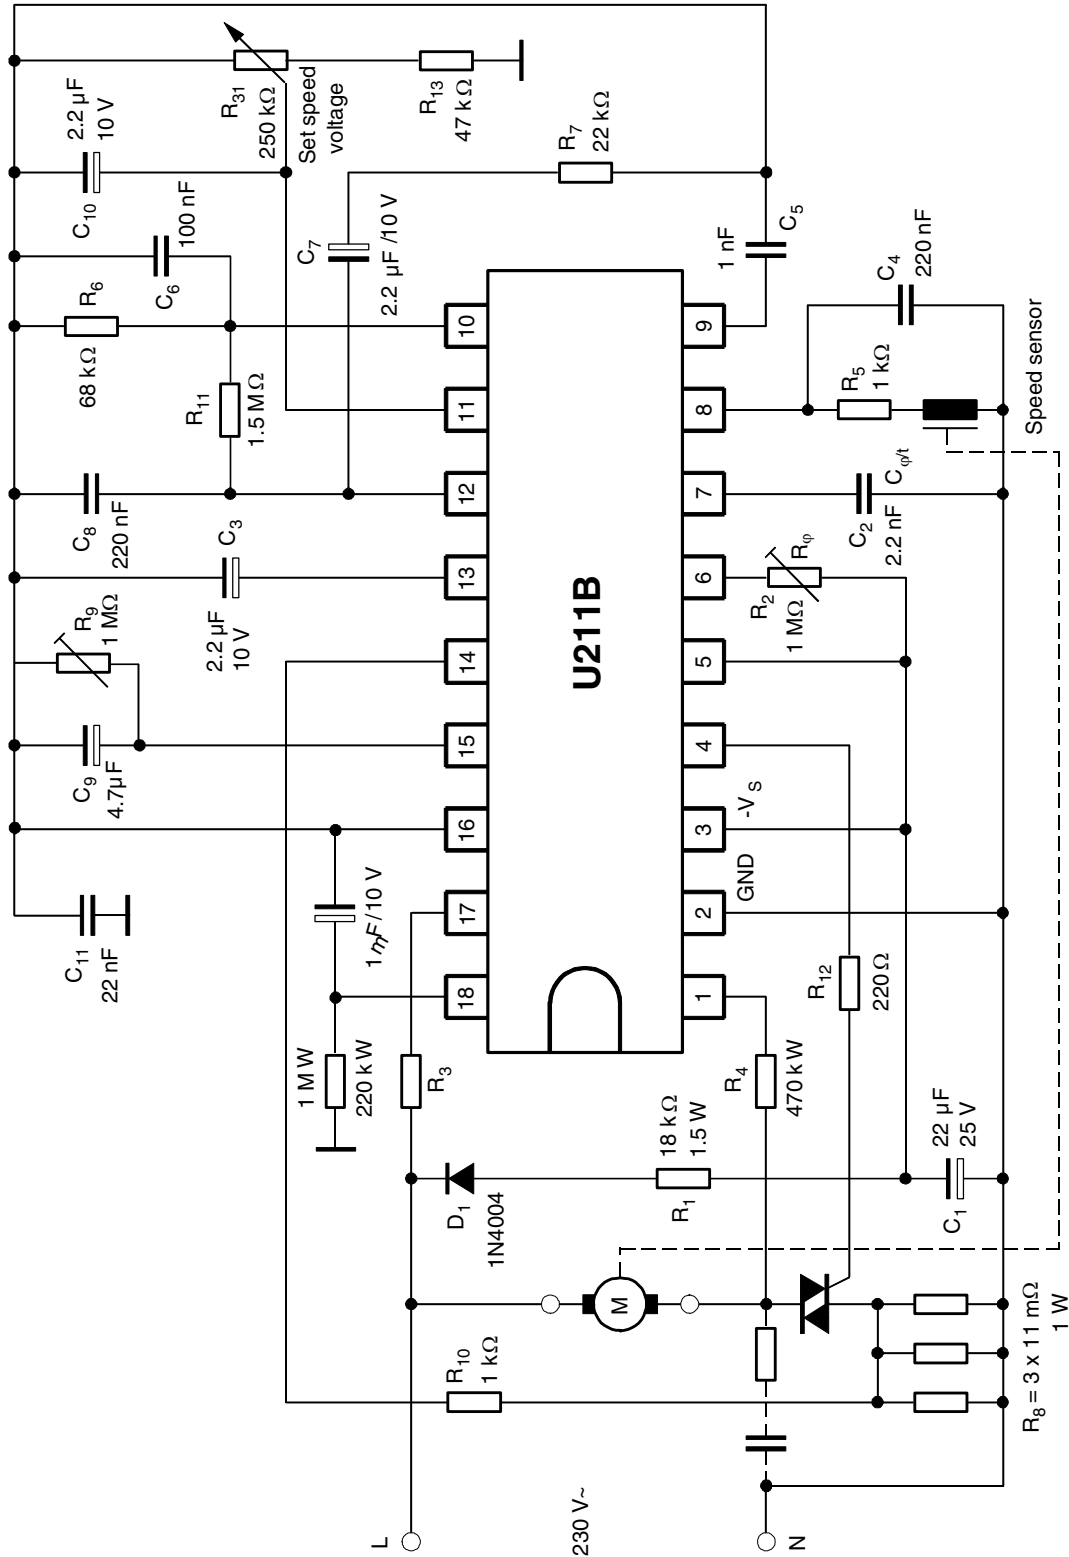 L
230 V~
N
R10
1 kΩ
R8 = 3 x 11 mΩ
1 W
M
D1
1N4004
R1
18 kΩ
1.5 W
C1
22 µF
25 V
1 M W
220 kW
R3
R4
470 kW
R12
220 Ω
C11
22 nF
1 mF/10 V
GND
-VS
C9
4.7µF
R9
1 MΩ
2.2 µF
10 V
C3
C8
220 nF
R11
1.5 MΩ
68 kΩ
R6
C6
100 nF
C10
2.2 µF
10 V
R31
250 kΩ
Set speed
voltage
R13
47 kΩ
C7
2.2 µF /10 V
R7
22 kΩ
1 nF
C5
C4
220 nF
R5
1 kΩ
Speed sensor
Cφ/t
C2
2.2 nF
Rφ
R2
1 MΩ
U211B
18
17
16
15
14
13
12
11
10
1
2
3
4
5
6
7
8
9